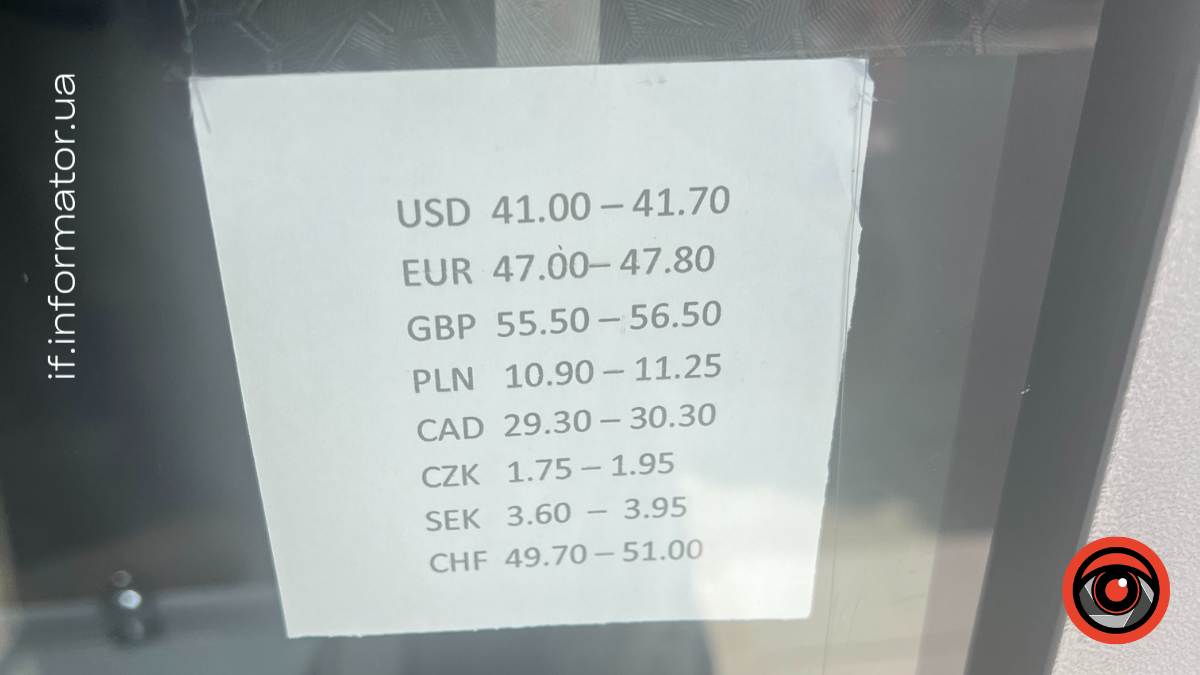 if.informator.ua
USD 41.00 – 41.70
EUR 47.00– 47.80
GBP 55.50 – 56.50
PLN 10.90 – 11.25
CAD 29.30 – 30.30
CZK 1.75 – 1.95
SEK 3.60 – 3.95
CHF 49.70 – 51.00